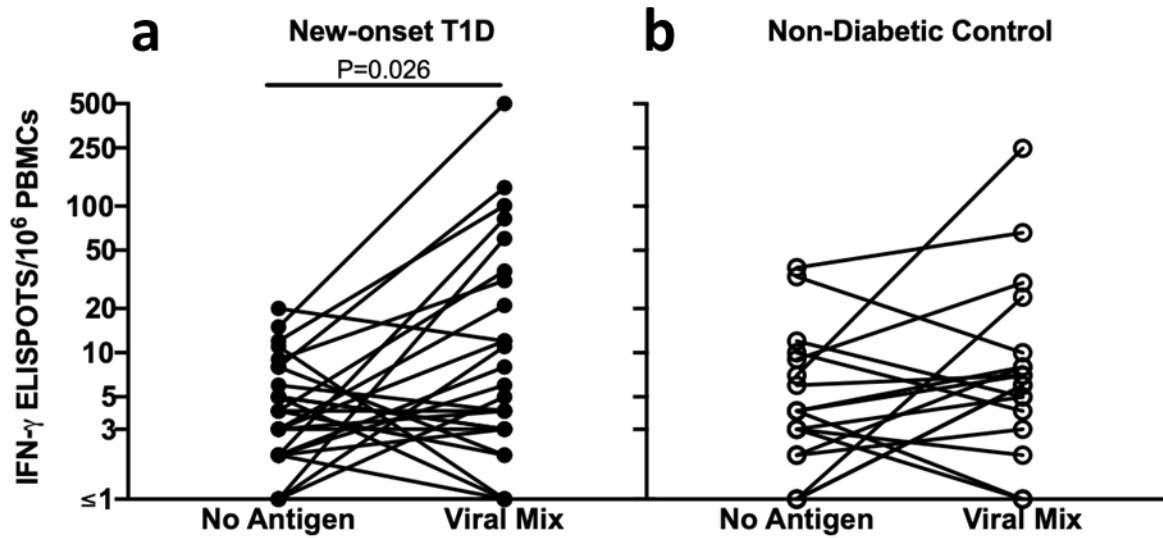 a
New-onset T1D
P=0.026
b
Non-Diabetic Control
IFN-γ ELISPOTS/10⁶ PBMCs
500
250
100
50
20
10
5
3
≤1
No Antigen
Viral Mix
No Antigen
Viral Mix